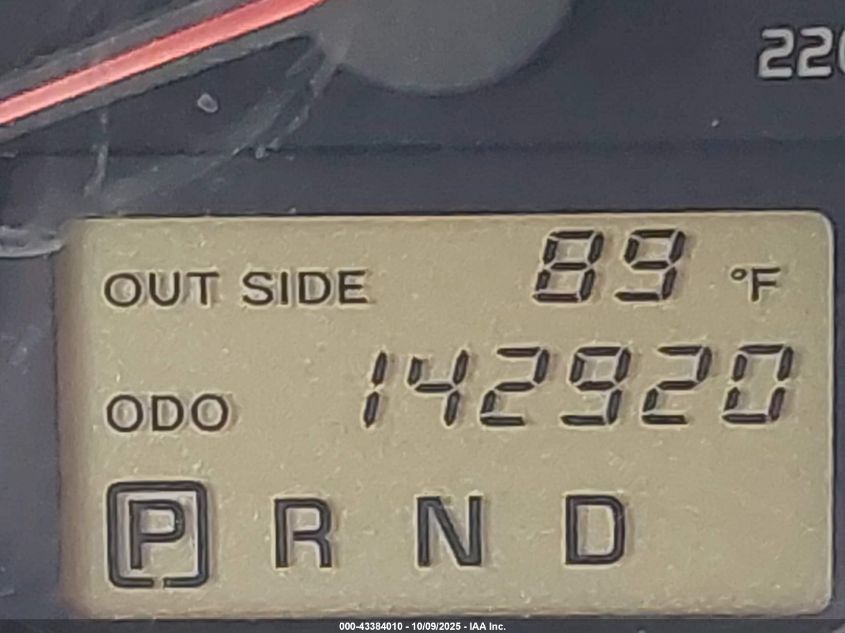 220
OUT SIDE 89 °F
ODO 142920
P R N D
000-43384010 - 10/09/2025 - IAA Inc.